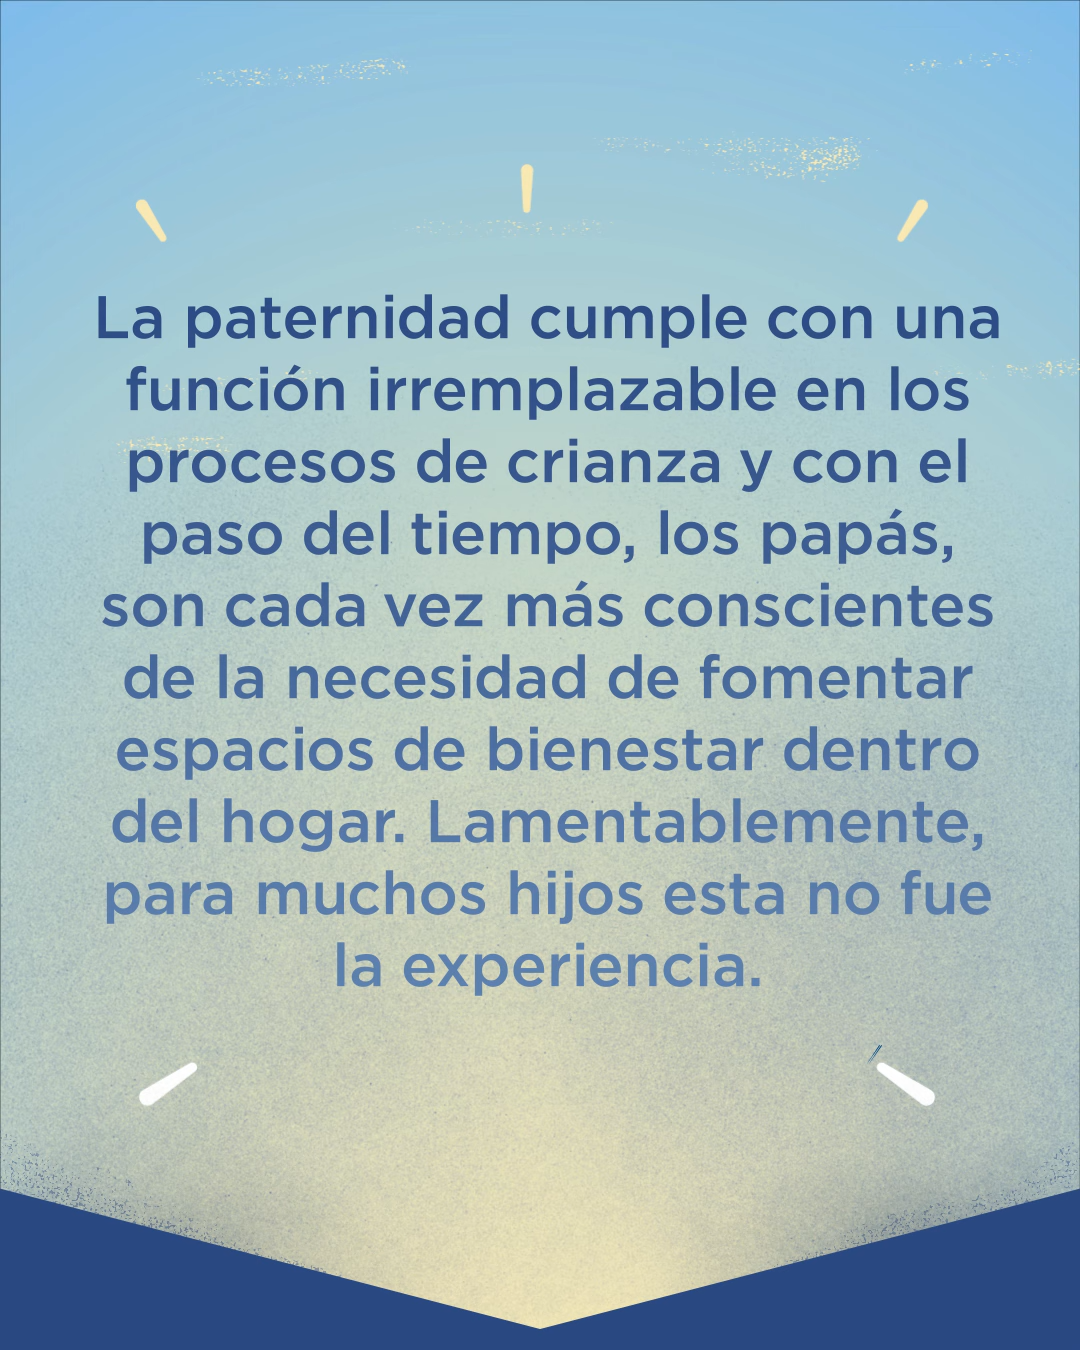 La paternidad cumple con una
función irremplazable en los
procesos de crianza y con el
paso del tiempo, los papás,
son cada vez más conscientes
de la necesidad de fomentar
espacios de bienestar dentro
del hogar. Lamentablemente,
para muchos hijos esta no fue
la experiencia.